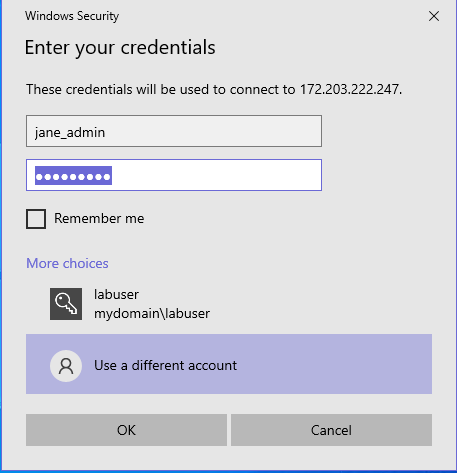 Windows Security
Enter your credentials
These credentials will be used to connect to 172.203.222.247.
jane_admin
●●●●●●●●●
Remember me
More choices
labuser
mydomain\labuser
Use a different account
OK
Cancel